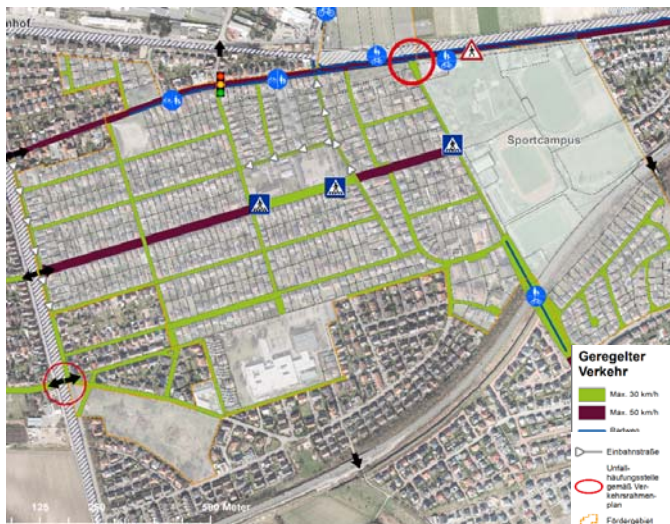 nhof
Sportcampus
Geregelter
Verkehr
Max. 30 km/h
Max. 50 km/h
Radweg
Einbahnstraße
Unfall-
häufungsstelle
gemäß Ver-
kehrsrahmen-
plan
Fördergebiet
125 250 500 Meter